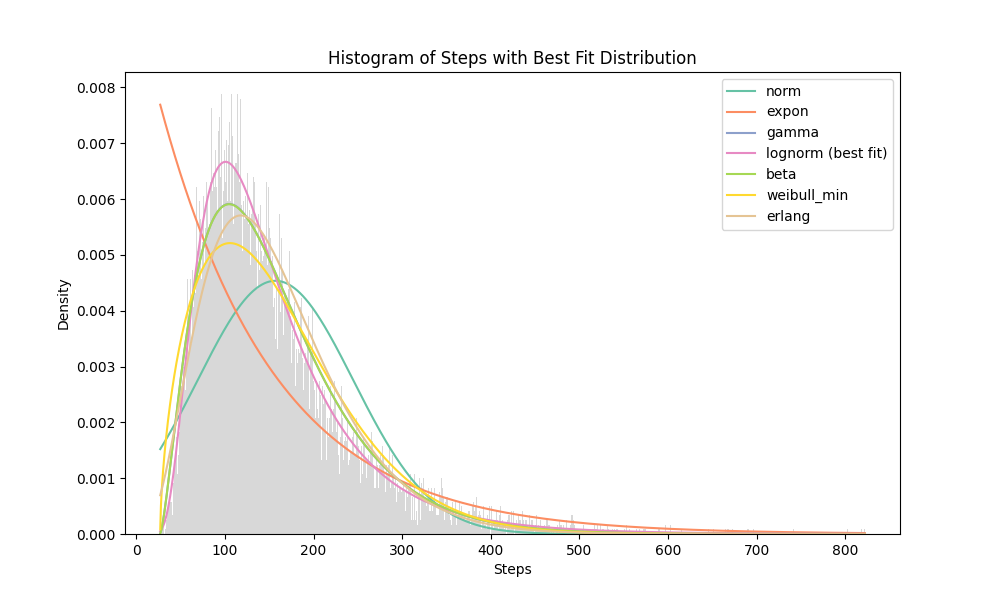 Histogram of Steps with Best Fit Distribution
norm
expon
gamma
lognorm (best fit)
beta
weibull_min
erlang
Density
0.008
0.007
0.006
0.005
0.004
0.003
0.002
0.001
0.000
0 100 200 300 400 500 600 700 800
Steps